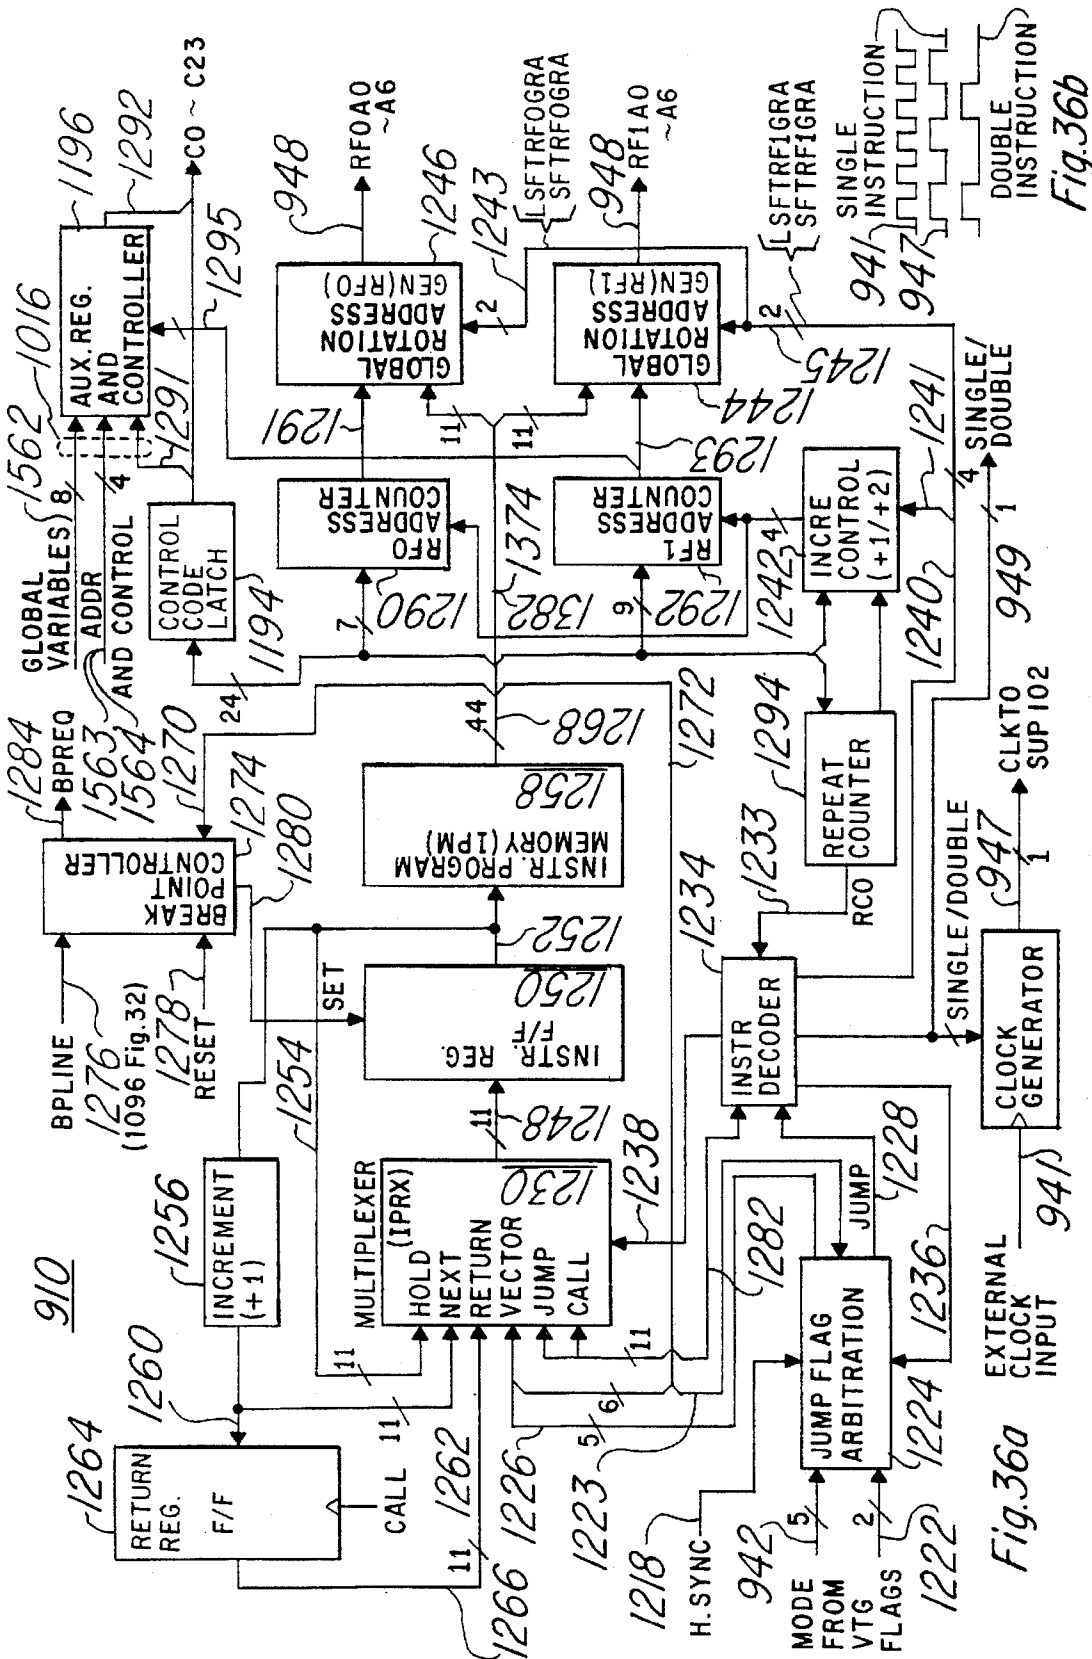 910
1264
RETURN
REG.
F/F
CALL
1260
1266
1262
11
11
11
1256
INCREMENT
(+1)
1254
BPLINE
1276
(1096 Fig.32)
1278
RESET
BREAK
POINT
CONTROLLER
1284
BPREQ
1274
1280
1270
SET
MULTIPLEXER
(IPRX)
HOLD
NEXT
RETURN
VECTOR
JUMP
CALL
1230
11
1248
INSTR. REG.
F/F
1250
1252
INSTR. PROGRAM
MEMORY (IPM)
1258
44
1268
1272
1226
1223
5
6
11
1238
1282
1218
H.SYNC
942
5
MODE
FROM
VTG
FLAGS
2
1222
JUMP FLAG
ARBITRATION
1224
JUMP
1228
1236
INSTR
DECODER
1234
1233
RCO
REPEAT
COUNTER
1294
EXTERNAL
CLOCK
INPUT
941
CLOCK
GENERATOR
SINGLE/DOUBLE
947
1
CLKTO
SUP 102
949
1
SINGLE/
DOUBLE
GLOBAL
VARIABLES
8
1562
1016
1563
ADDR
4
1564
AND CONTROL
AUX. REG.
AND
CONTROLLER
1196
1292
1291
CONTROL
CODE
LATCH
1194
24
C0 ~ C23
1295
7
RF0
ADDRESS
COUNTER
1290
1382
1291
1374
9
RF1
ADDRESS
COUNTER
1292
1293
11
11
GLOBAL
ROTATION
ADDRESS
GEN(RF0)
948
RF0A0
~A6
1246
1243
2
LSFTRF0GRA
SFTRF0GRA
GLOBAL
ROTATION
ADDRESS
GEN(RF1)
948
RF1A0
~A6
1244
2
1245
LSFTRF1GRA
SFTRF1GRA
1242
4
INCRE
CONTROL
(+1/+2)
1241
1240
4
SINGLE
INSTRUCTION
941
947
DOUBLE
INSTRUCTION
Fig.36a
Fig.36b